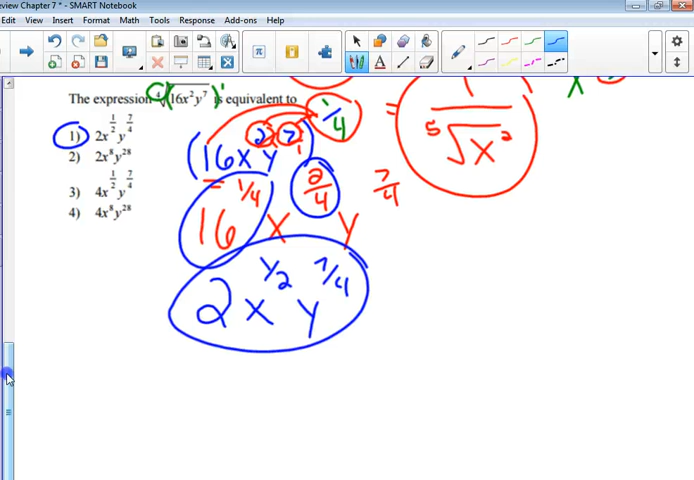 eview Chapter 7 * - SMART Notebook
Edit View Insert Format Math Tools Response Add-ons Help
The expression ⁴√(16x²y⁷)¹ is equivalent to
1) 2x^{1/2}y^{7/4}
2) 2x⁸y²⁸
3) 4x^{1/2}y^{7/4}
4) 4x⁸y²⁸
(16x²y⁷)^{1/4}
= 16^{1/4} x^{2/4} y^{7/4}
2x^{1/2}y^{7/4}
= 1/⁵√x²
x